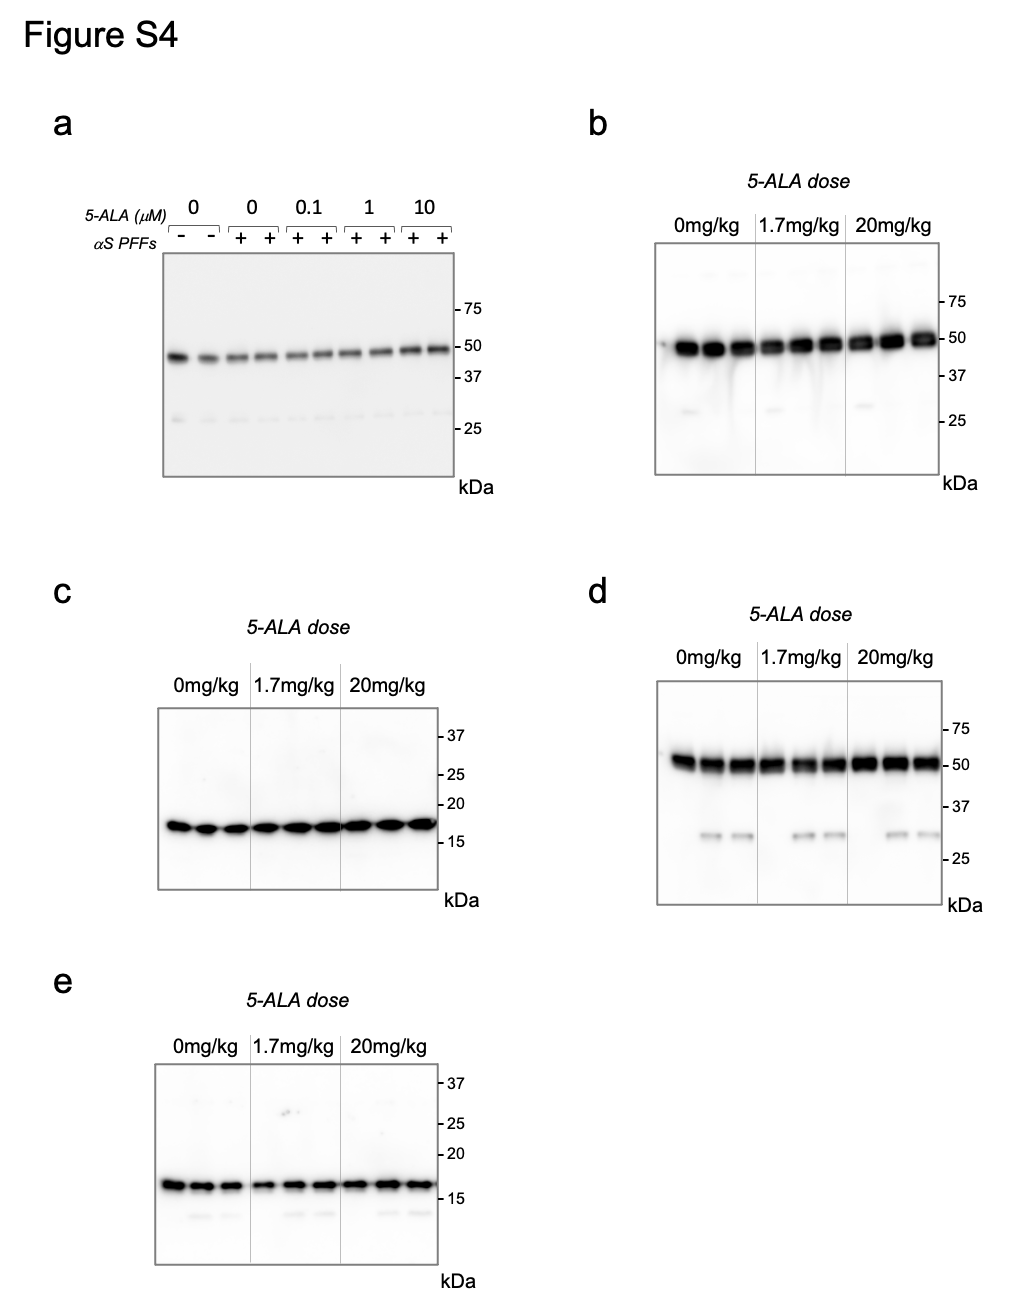 Figure S4
a
5-ALA (μM) 0 0 0.1 1 10
αS PFFs - - + + + + + + + +
-75
-50
-37
-25
kDa
b
5-ALA dose
0mg/kg 1.7mg/kg 20mg/kg
-75
-50
-37
-25
kDa
c
5-ALA dose
0mg/kg 1.7mg/kg 20mg/kg
-37
-25
-20
-15
kDa
d
5-ALA dose
0mg/kg 1.7mg/kg 20mg/kg
-75
-50
-37
-25
kDa
e
5-ALA dose
0mg/kg 1.7mg/kg 20mg/kg
-37
-25
-20
-15
kDa